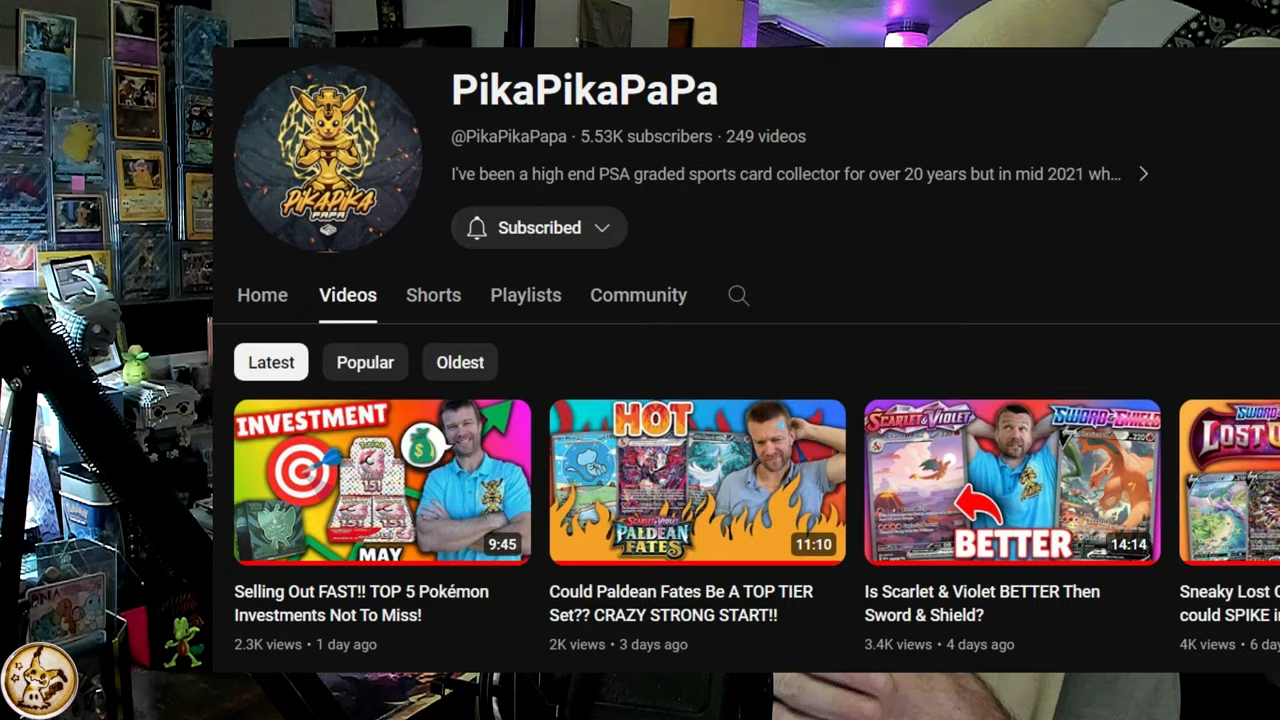 PikaPikaPaPa
@PikaPikaPapa · 5.53K subscribers · 249 videos
I've been a high end PSA graded sports card collector for over 20 years but in mid 2021 wh...
Subscribed
Home Videos Shorts Playlists Community
Latest Popular Oldest
PIKAPIKA
PAPA
INVESTMENT
151
MAY
9:45
HOT
SCARLET & VIOLET
PALDEAN
FATES
11:10
SCARLET & VIOLET
SWORD & SHIELD
220
BETTER
14:14
SWORD
LOST
Selling Out FAST!! TOP 5 Pokémon
Investments Not To Miss!
2.3K views · 1 day ago
Could Paldean Fates Be A TOP TIER
Set?? CRAZY STRONG START!!
2K views · 3 days ago
Is Scarlet & Violet BETTER Then
Sword & Shield?
3.4K views · 4 days ago
Sneaky Lost
could SPIKE
4K views · 6